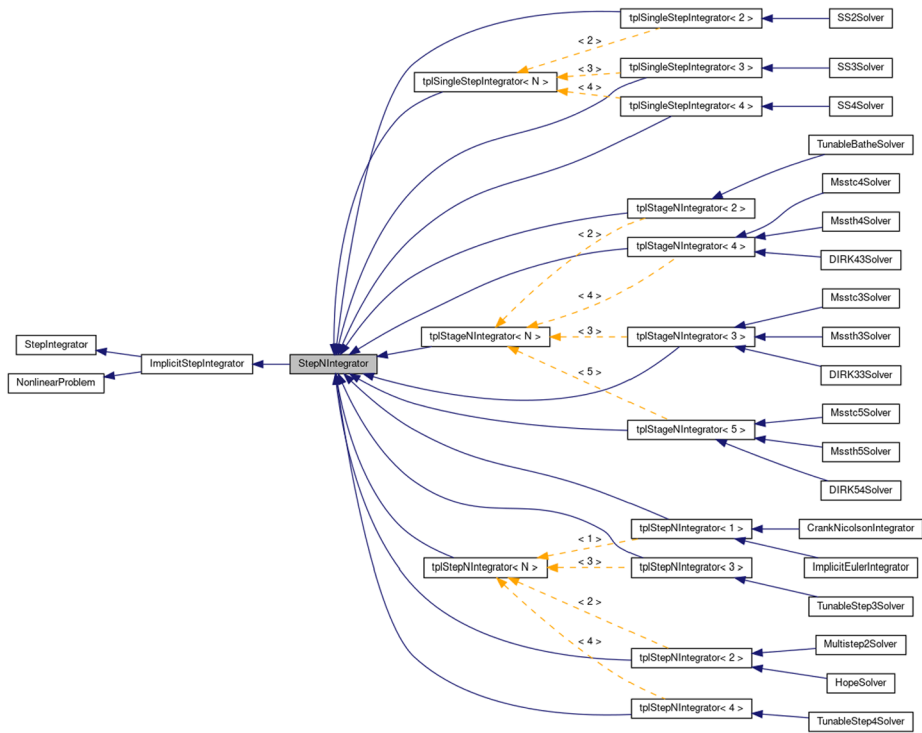 tplSingleStepIntegrator< 2 >
SS2Solver
< 2 >
tplSingleStepIntegrator< N >
< 3 >
tplSingleStepIntegrator< 3 >
SS3Solver
< 4 >
tplSingleStepIntegrator< 4 >
SS4Solver
TunableBatheSolver
Msstc4Solver
tplStageNIntegrator< 2 >
Mssth4Solver
< 2 >
tplStageNIntegrator< 4 >
DIRK43Solver
< 4 >
Msstc3Solver
tplStageNIntegrator< N >
< 3 >
tplStageNIntegrator< 3 >
Mssth3Solver
StepIntegrator
ImplicitStepIntegrator
StepNIntegrator
NonlinearProblem
< 5 >
DIRK33Solver
Msstc5Solver
tplStageNIntegrator< 5 >
Mssth5Solver
DIRK54Solver
tplStepNIntegrator< 1 >
CrankNicolsonIntegrator
< 1 >
tplStepNIntegrator< N >
< 3 >
tplStepNIntegrator< 3 >
ImplicitEulerIntegrator
< 2 >
TunableStep3Solver
< 4 >
Multistep2Solver
tplStepNIntegrator< 2 >
HopeSolver
tplStepNIntegrator< 4 >
TunableStep4Solver